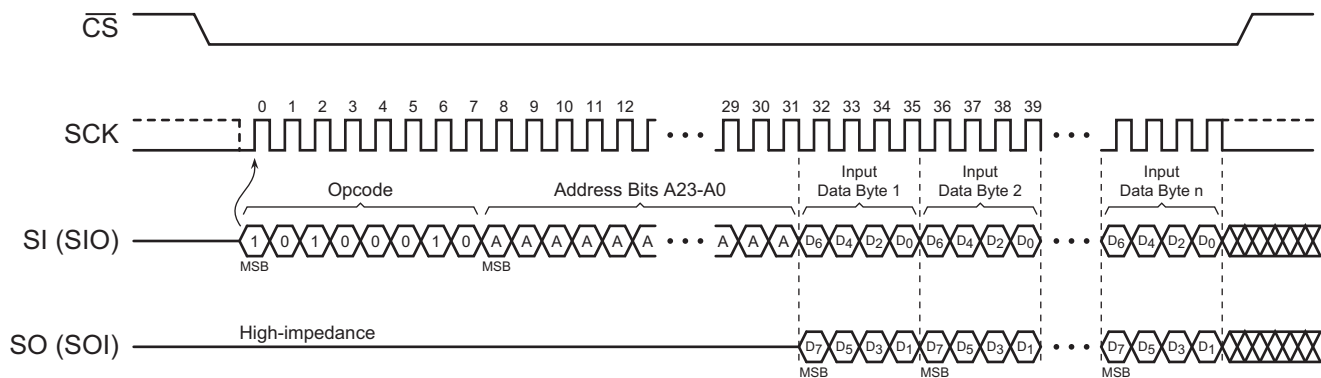 CS
0 1 2 3 4 5 6 7 8 9 10 11 12 29 30 31 32 33 34 35 36 37 38 39
SCK
Opcode Address Bits A23-A0 Input Data Byte 1 Input Data Byte 2 Input Data Byte n
SI (SIO) 1 0 1 0 0 0 1 0 A A A A A A A A A D6 D4 D2 D0 D6 D4 D2 D0 D6 D4 D2 D0
MSB MSB
High-impedance
SO (SOI) D7 D5 D3 D1 D7 D5 D3 D1 D7 D5 D3 D1
MSB MSB MSB